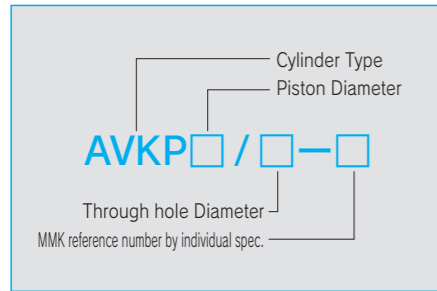 Cylinder Type
Piston Diameter
AVKP□/□−□
Through hole Diameter
MMK reference number by individual spec.